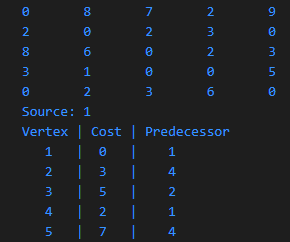 0 8 7 2 9
2 0 2 3 0
8 6 0 2 3
3 1 0 0 5
0 2 3 6 0
Source: 1
Vertex | Cost | Predecessor
1 | 0 | 1
2 | 3 | 4
3 | 5 | 2
4 | 2 | 1
5 | 7 | 4